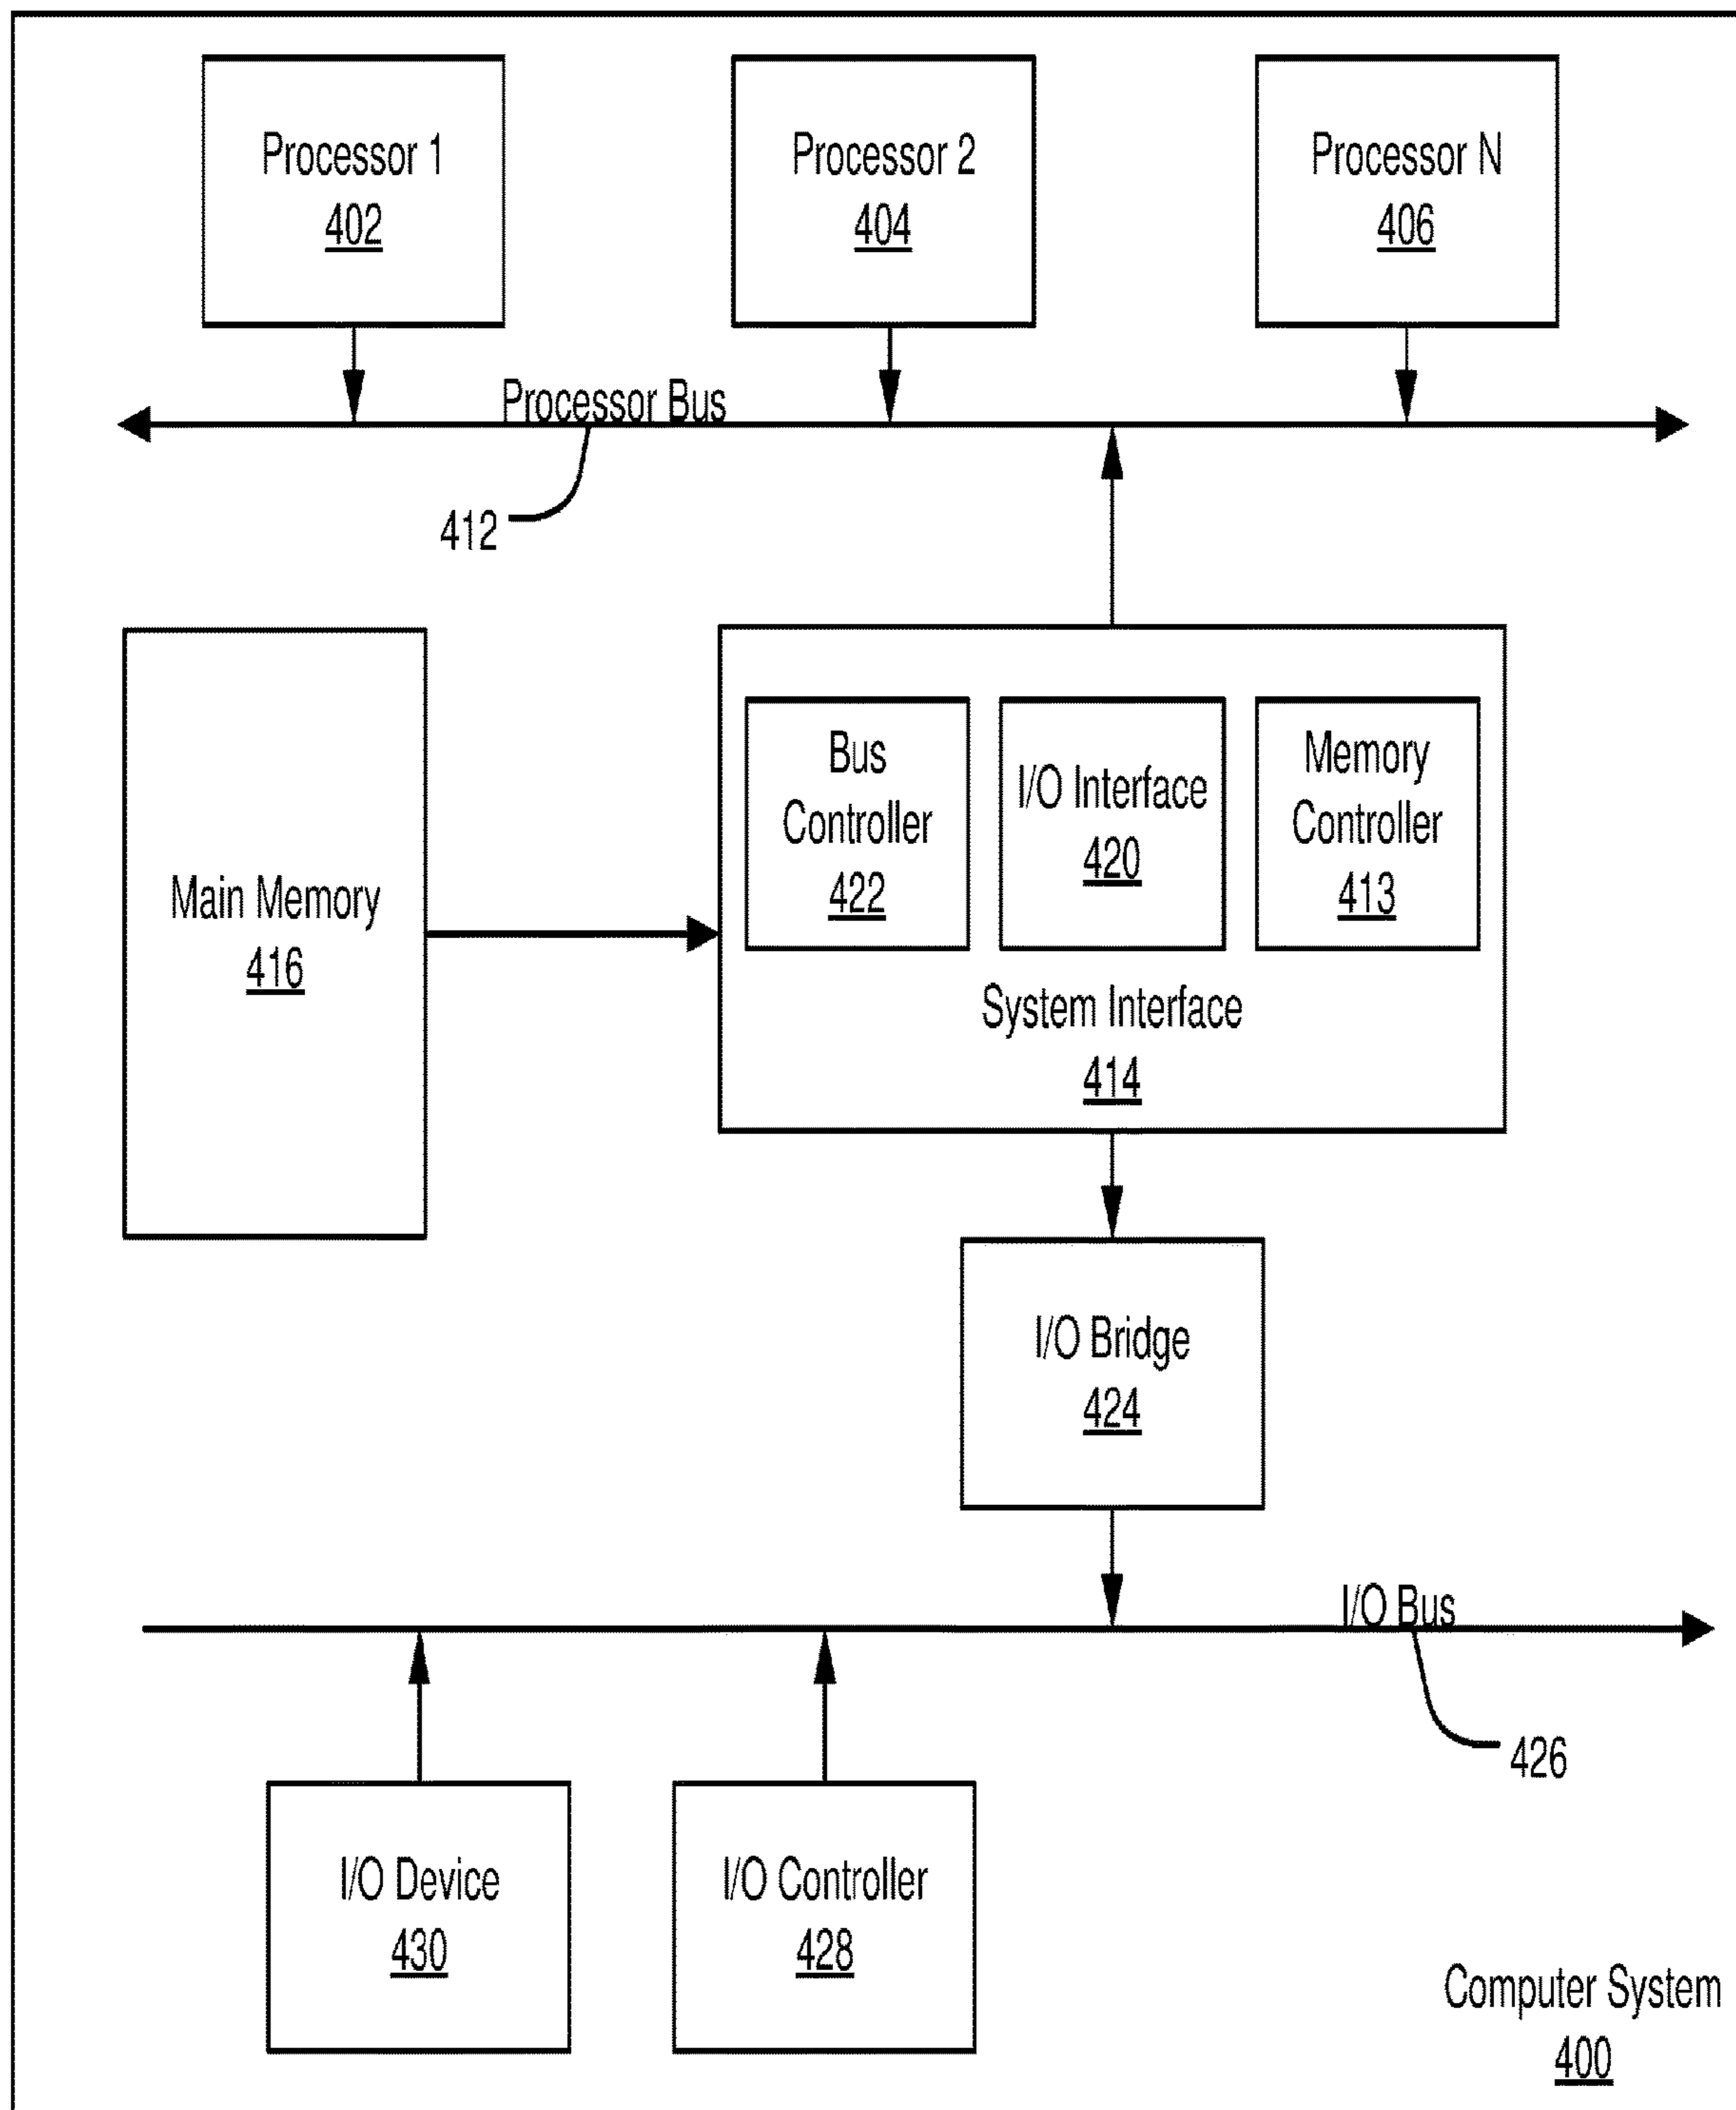 Processor 1
402
Processor 2
404
Processor N
406
Processor Bus
412
Main Memory
416
Bus
Controller
422
I/O Interface
420
Memory
Controller
413
System Interface
414
I/O Bridge
424
I/O Bus
426
I/O Device
430
I/O Controller
428
Computer System
400